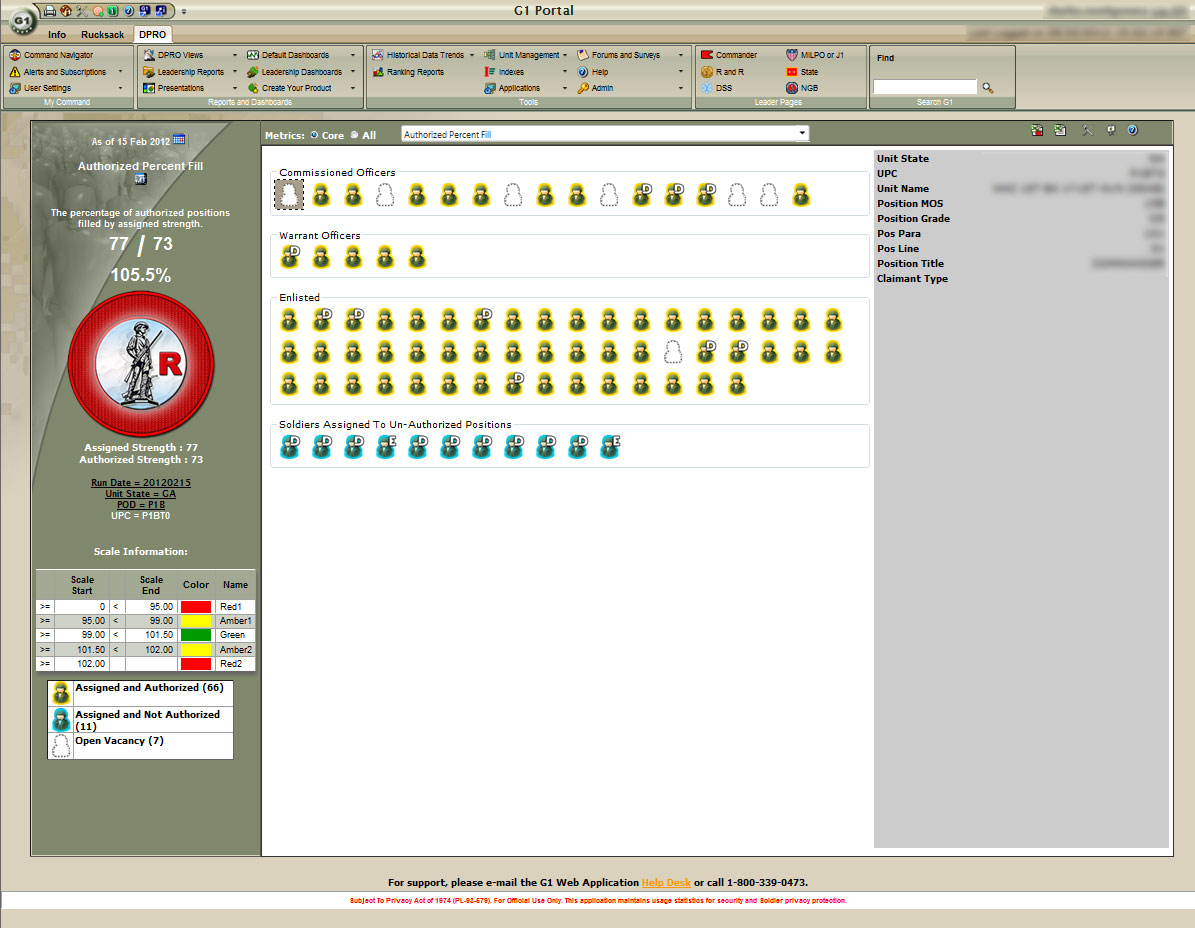 G1 Portal
G1
Info Rucksack DPRO
Command Navigator
Alerts and Subscriptions
User Settings
My Command
DPRO Views Default Dashboards
Leadership Reports Leadership Dashboards
Presentations Create Your Product
Reports and Dashboards
Historical Data Trends Unit Management Forums and Surveys
Ranking Reports Indexes Help
Applications Admin
Tools
Commander MILPO or J1
R and R State
DSS NGB
Leader Pages
Find
Search G1
As of 15 Feb 2012
Authorized Percent Fill
The percentage of authorized positions
filled by assigned strength.
77 / 73
105.5%
R
Assigned Strength : 77
Authorized Strength : 73
Run Date = 20120215
Unit State = GA
POD = P1B
UPC = P1BT0
Scale Information:
Scale Start Scale End Color Name
>= 0 < 95.00 Red1
>= 95.00 < 99.00 Amber1
>= 99.00 < 101.50 Green
>= 101.50 < 102.00 Amber2
>= 102.00 Red2
Assigned and Authorized (66)
Assigned and Not Authorized
(11)
Open Vacancy (7)
Metrics: Core All Authorized Percent Fill
Commissioned Officers
D D D
Warrant Officers
D
Enlisted
D D D
D D
D
Soldiers Assigned To Un-Authorized Positions
D D D E D D D D D D E
Unit State
UPC
Unit Name
Position MOS
Position Grade
Pos Para
Pos Line
Position Title
Claimant Type
For support, please e-mail the G1 Web Application Help Desk or call 1-800-339-0473.
Subject To Privacy Act of 1974 (PL-93-579). For Official Use Only. This application maintains usage statistics for security and Soldier privacy protection.